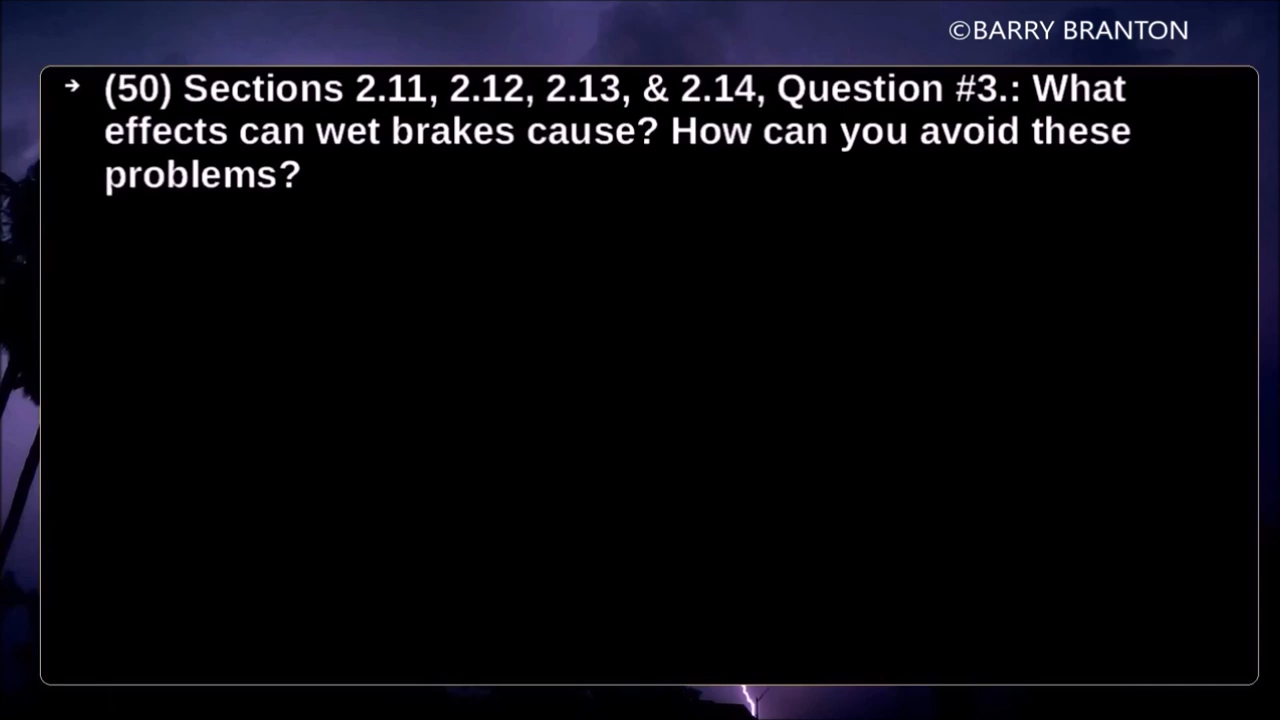 ©BARRY BRANTON
→ (50) Sections 2.11, 2.12, 2.13, & 2.14, Question #3.: What
effects can wet brakes cause? How can you avoid these
problems?